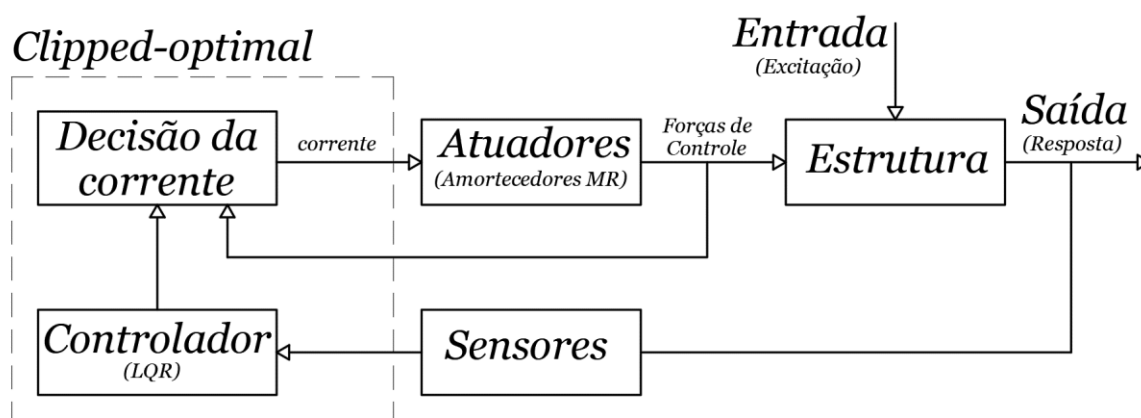 Clipped-optimal
Entrada
(Excitação)
Decisão da
corrente
corrente
Atuadores
(Amortecedores MR)
Forças de
Controle
Estrutura
Saída
(Resposta)
Controlador
(LQR)
Sensores